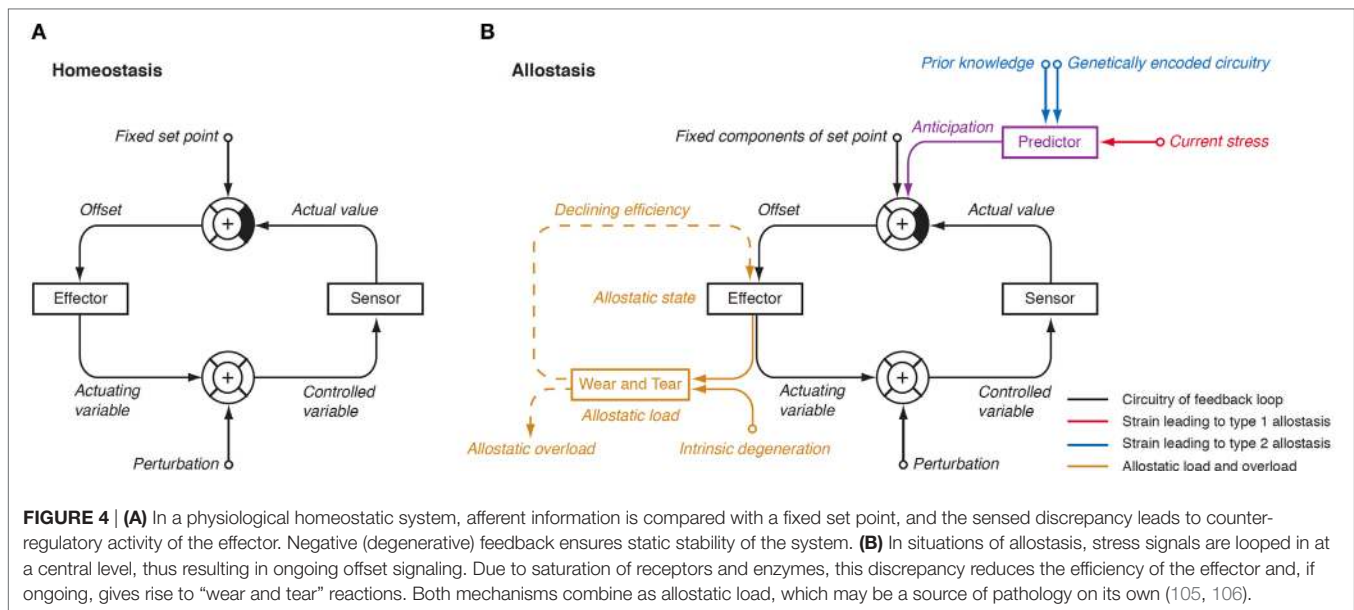 A
Homeostasis
Fixed set point
Offset
Actual value
Effector
Sensor
Actuating
variable
Controlled
variable
Perturbation
B
Allostasis
Prior knowledge
Genetically encoded circuitry
Fixed components of set point
Anticipation
Predictor
Current stress
Declining efficiency
Offset
Actual value
Allostatic state
Effector
Sensor
Wear and Tear
Allostatic load
Actuating
variable
Controlled
variable
Allostatic overload
Intrinsic degeneration
Perturbation
Circuitry of feedback loop
Strain leading to type 1 allostasis
Strain leading to type 2 allostasis
Allostatic load and overload
FIGURE 4 | (A) In a physiological homeostatic system, afferent information is compared with a fixed set point, and the sensed discrepancy leads to counter-
regulatory activity of the effector. Negative (degenerative) feedback ensures static stability of the system. (B) In situations of allostasis, stress signals are looped in at
a central level, thus resulting in ongoing offset signaling. Due to saturation of receptors and enzymes, this discrepancy reduces the efficiency of the effector and, if
ongoing, gives rise to “wear and tear” reactions. Both mechanisms combine as allostatic load, which may be a source of pathology on its own (105, 106).